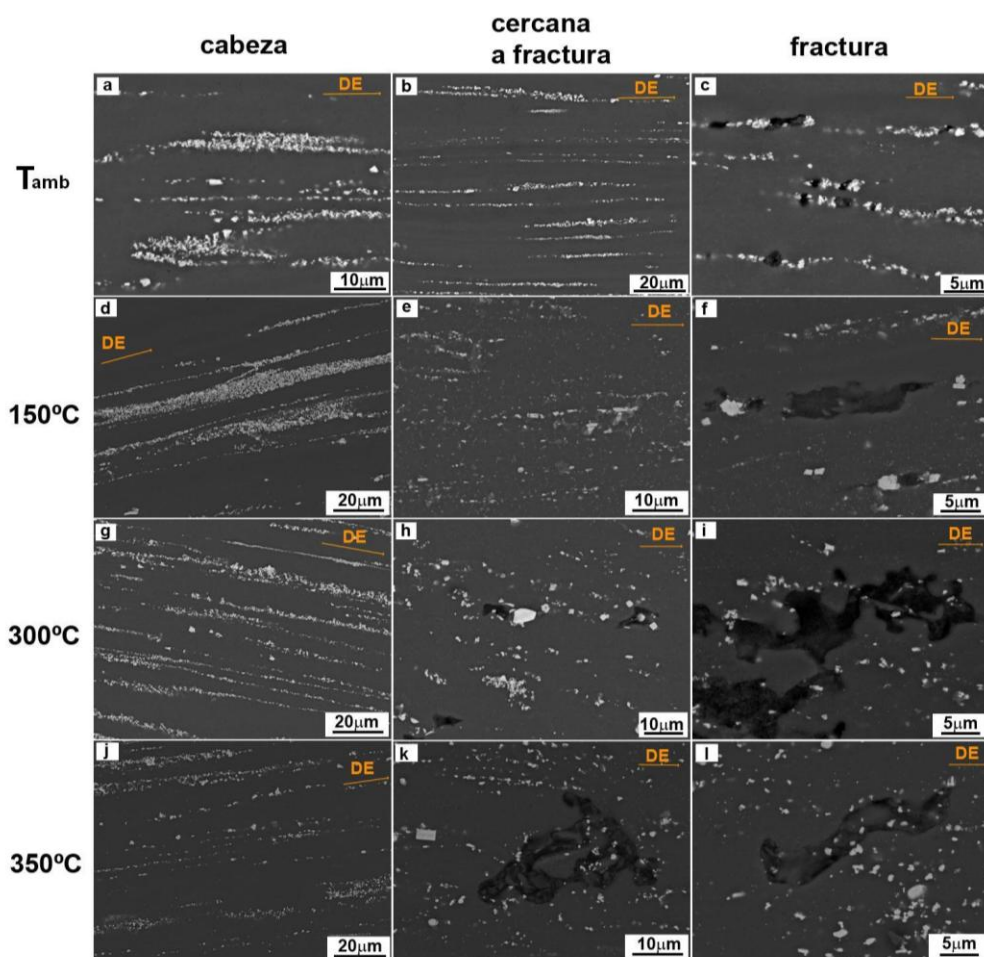 cabeza
cercana
a fractura
fractura
Tamb
a
DE
10μm
b
DE
20μm
c
DE
5μm
150ºC
d
DE
20μm
e
DE
10μm
f
DE
5μm
300ºC
g
DE
20μm
h
DE
10μm
i
DE
5μm
350ºC
j
DE
20μm
k
DE
10μm
l
DE
5μm